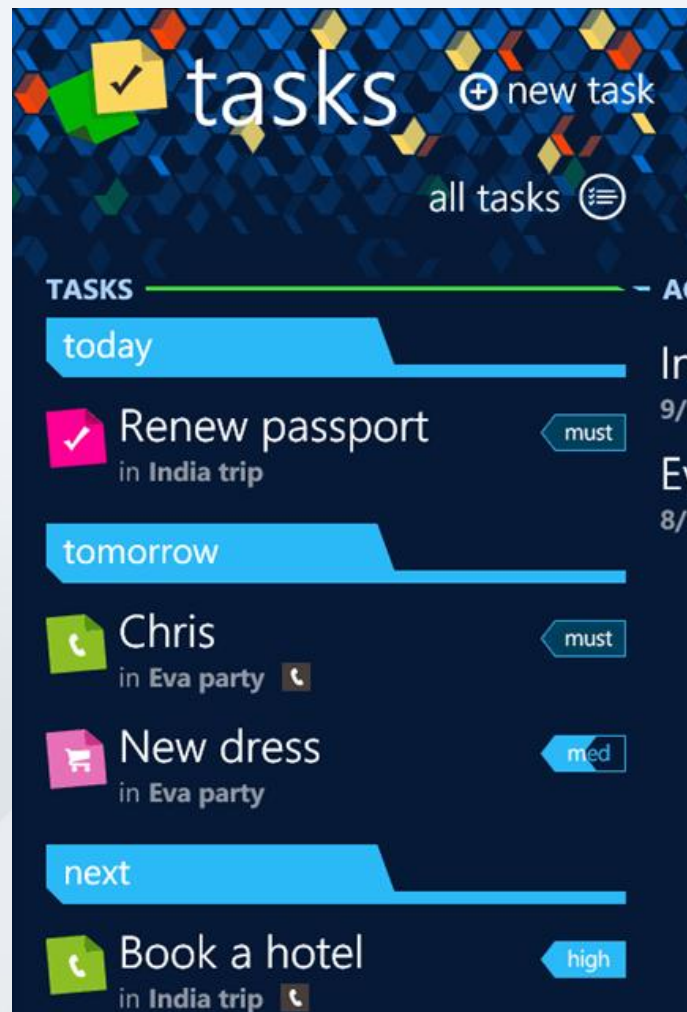 tasks
new task
all tasks
TASKS
today
Renew passport
must
in India trip
tomorrow
Chris
must
in Eva party
New dress
med
in Eva party
next
Book a hotel
high
in India trip